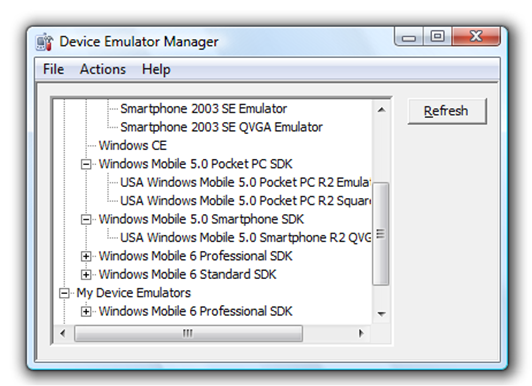 Device Emulator Manager
File Actions Help
Smartphone 2003 SE Emulator
Smartphone 2003 SE QVGA Emulator
Windows CE
Windows Mobile 5.0 Pocket PC SDK
USA Windows Mobile 5.0 Pocket PC R2 Emula
USA Windows Mobile 5.0 Pocket PC R2 Squar
Windows Mobile 5.0 Smartphone SDK
USA Windows Mobile 5.0 Smartphone R2 QVG
Windows Mobile 6 Professional SDK
Windows Mobile 6 Standard SDK
My Device Emulators
Windows Mobile 6 Professional SDK
Refresh